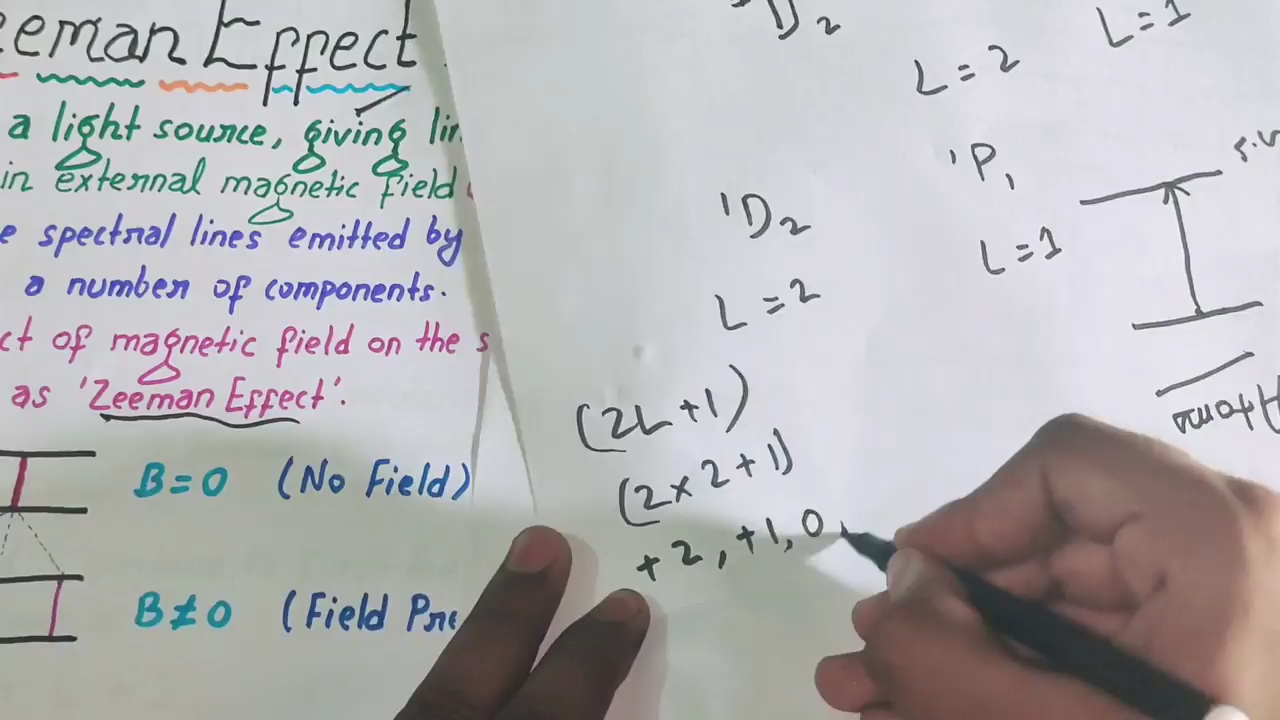 eeman Effect
a light source, giving
in external magnetic field
e spectral lines emitted by
a number of components.
ct of magnetic field on the s
as 'Zeeman Effect'.
B=0 (No Field)
B≠0 (Field Pre
¹D₂
L=2
L=1
¹P₁
L=1
¹D₂
L=2
(2L+1)
(2×2+1)
+2, +1, 0